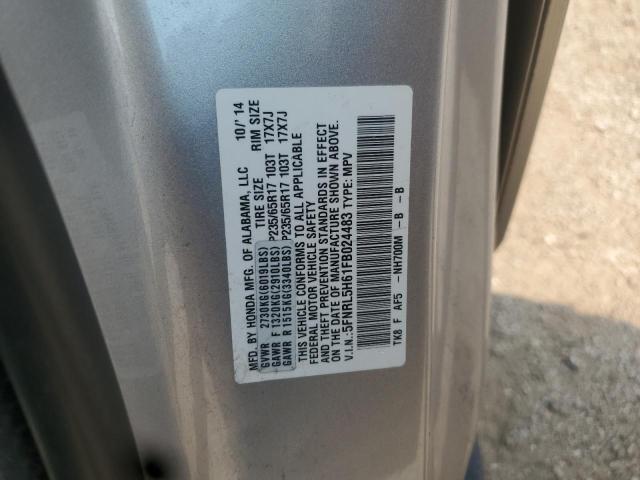 MFD. BY HONDA MFG. OF ALABAMA, LLC 10/'14
TIRE SIZE RIM SIZE
GVWR 2730KG(6019LBS)
GAWR F 1320KG(2910LBS) P235/65R17 103T 17X7J
GAWR R 1515KG(3340LBS) P235/65R17 103T 17X7J
THIS VEHICLE CONFORMS TO ALL APPLICABLE
FEDERAL MOTOR VEHICLE SAFETY
AND THEFT PREVENTION STANDARDS IN EFFECT
ON THE DATE OF MANUFACTURE SHOWN ABOVE.
V.I.N.: 5FNRL5H61FB024483 TYPE: MPV
TK8 F AF5 -NH700M -B -B